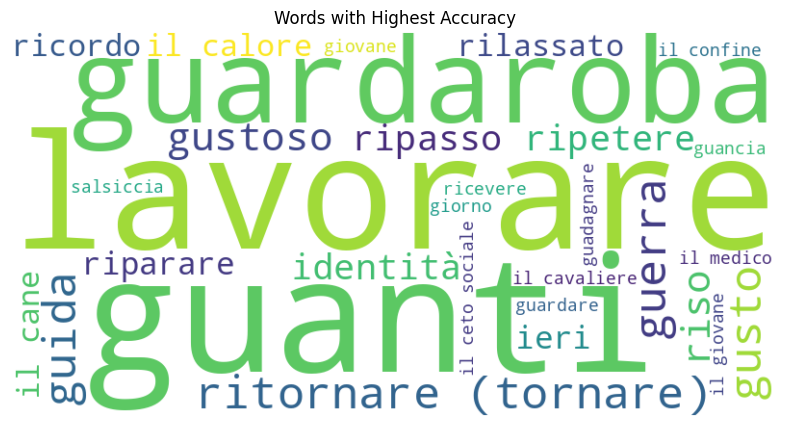 Words with Highest Accuracy
ricordo
il calore
giovane
rilassato
il confine
guardaroba
gustoso
ripasso
ripetere
guancia
lavorare
salsiccia
ricevere
giorno
guadagnare
guerra
riparare
identità
il ceto sociale
il cavaliere
il medico
guanti
guardare
ieri
riso
il giovane
gusto
il cane
guida
ritornare (tornare)